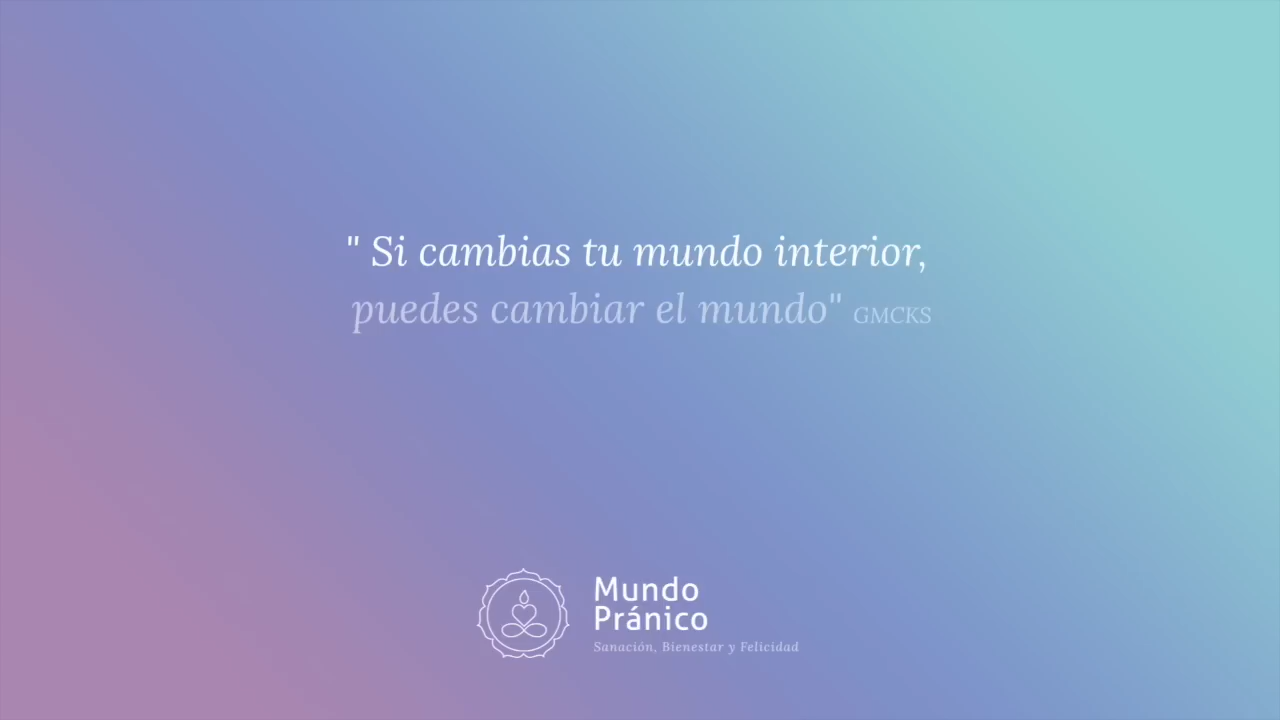 " Si cambias tu mundo interior,
puedes cambiar el mundo" GMCKS
Mundo
Pránico
Sanación, Bienestar y Felicidad